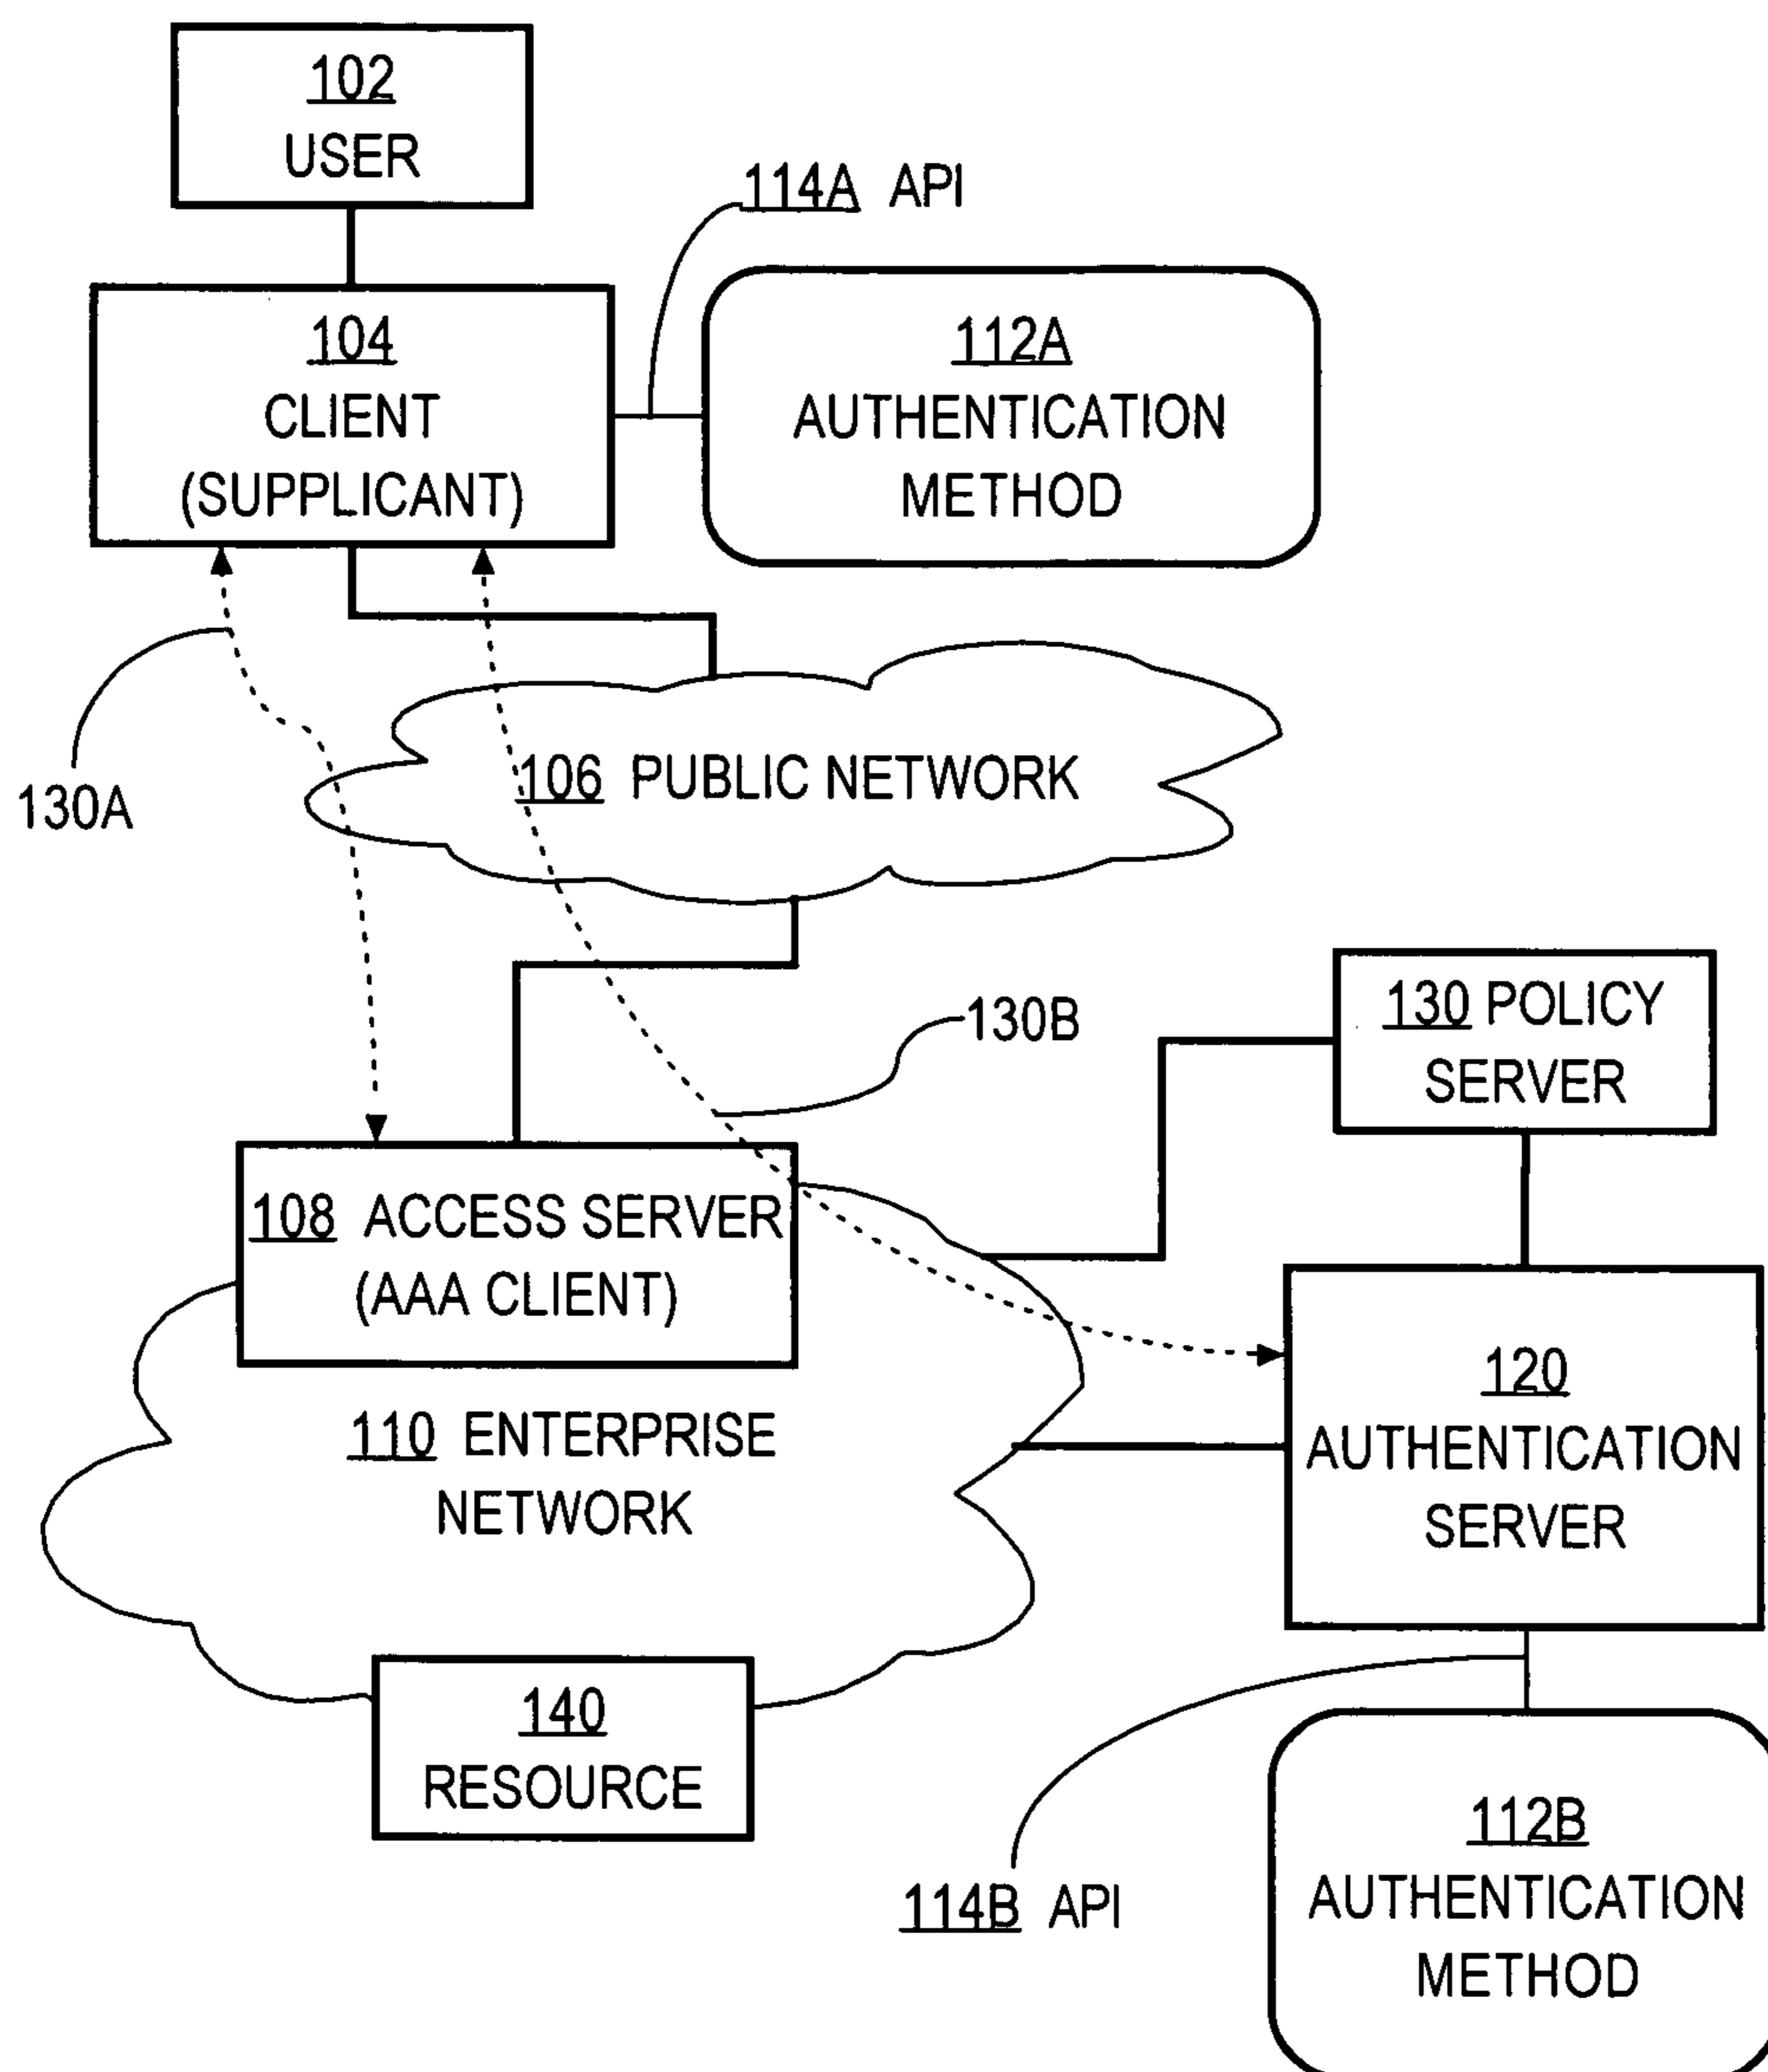 102
USER
114A API
104
CLIENT
(SUPPLICANT)
112A
AUTHENTICATION
METHOD
130A
106 PUBLIC NETWORK
130B
130 POLICY
SERVER
108 ACCESS SERVER
(AAA CLIENT)
110 ENTERPRISE
NETWORK
120
AUTHENTICATION
SERVER
140
RESOURCE
114B API
112B
AUTHENTICATION
METHOD